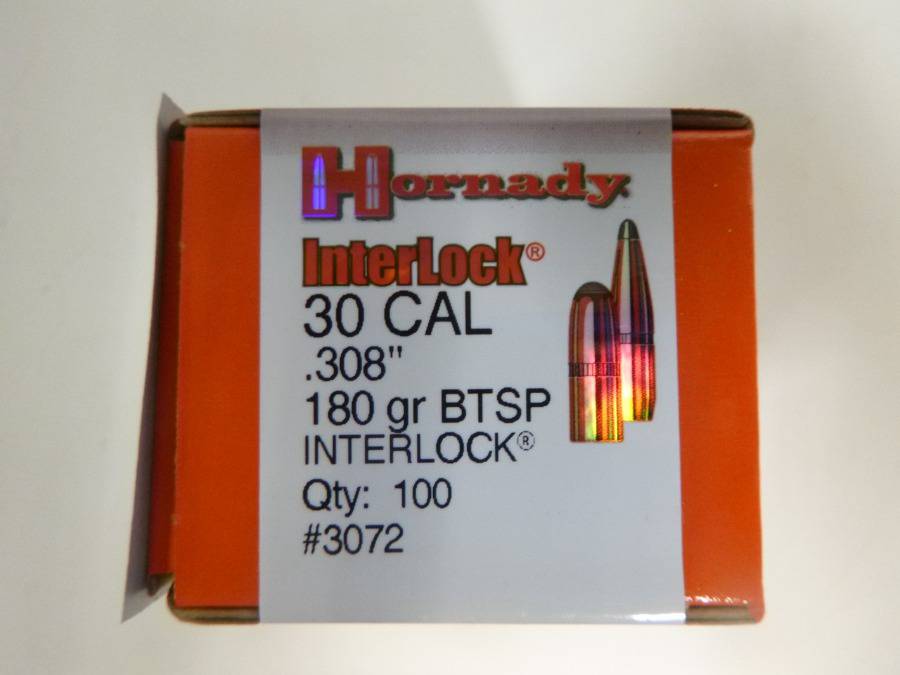 Hornady
InterLock®
30 CAL
.308"
180 gr BTSP
INTERLOCK®
Qty: 100
#3072